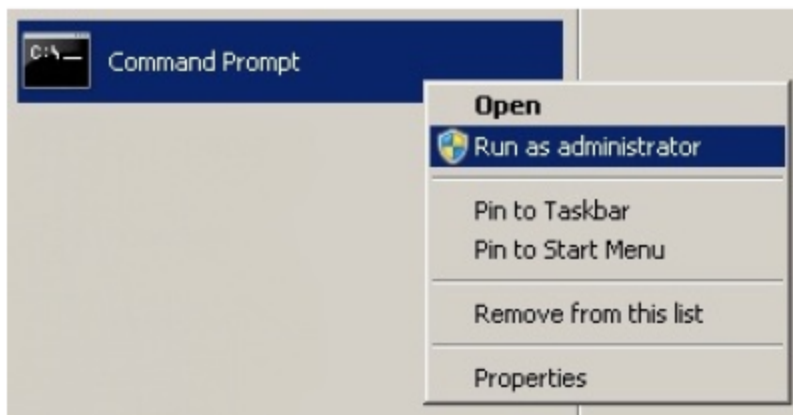 C:\_
Command Prompt
Open
Run as administrator
Pin to Taskbar
Pin to Start Menu
Remove from this list
Properties